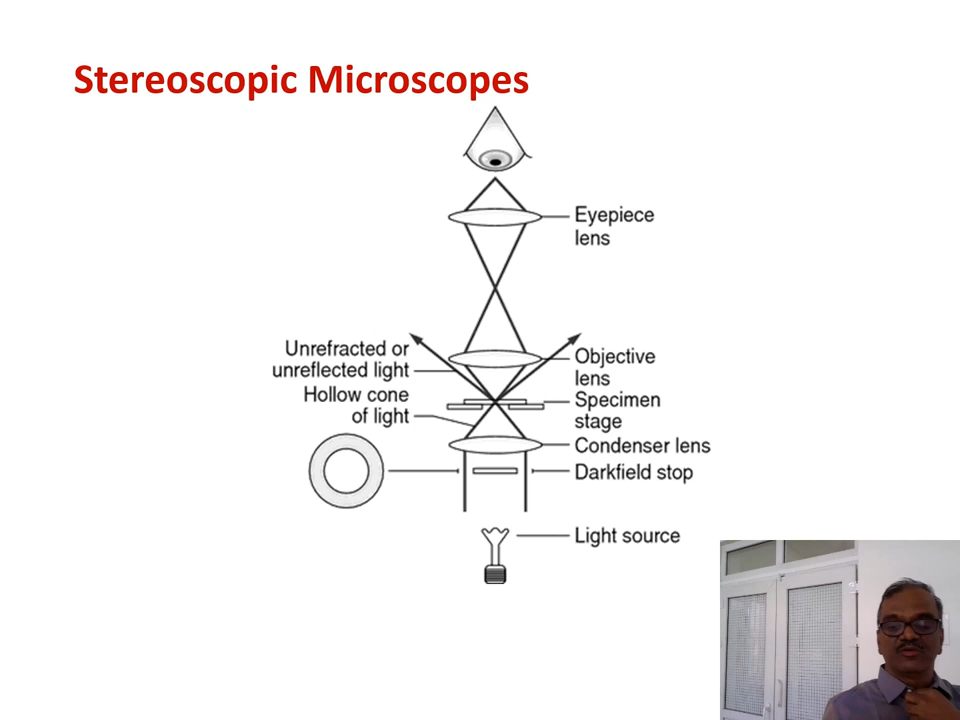 Stereoscopic Microscopes
Eyepiece
lens
Unrefracted or
unreflected light
Hollow cone
of light
Objective
lens
Specimen
stage
Condenser lens
Darkfield stop
Light source